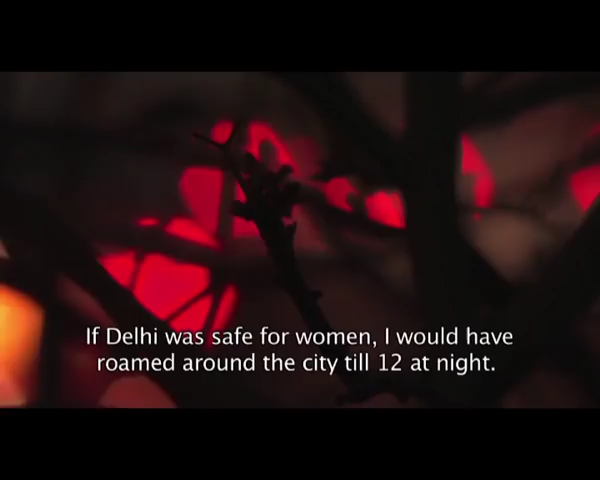 If Delhi was safe for women, I would have
roamed around the city till 12 at night.